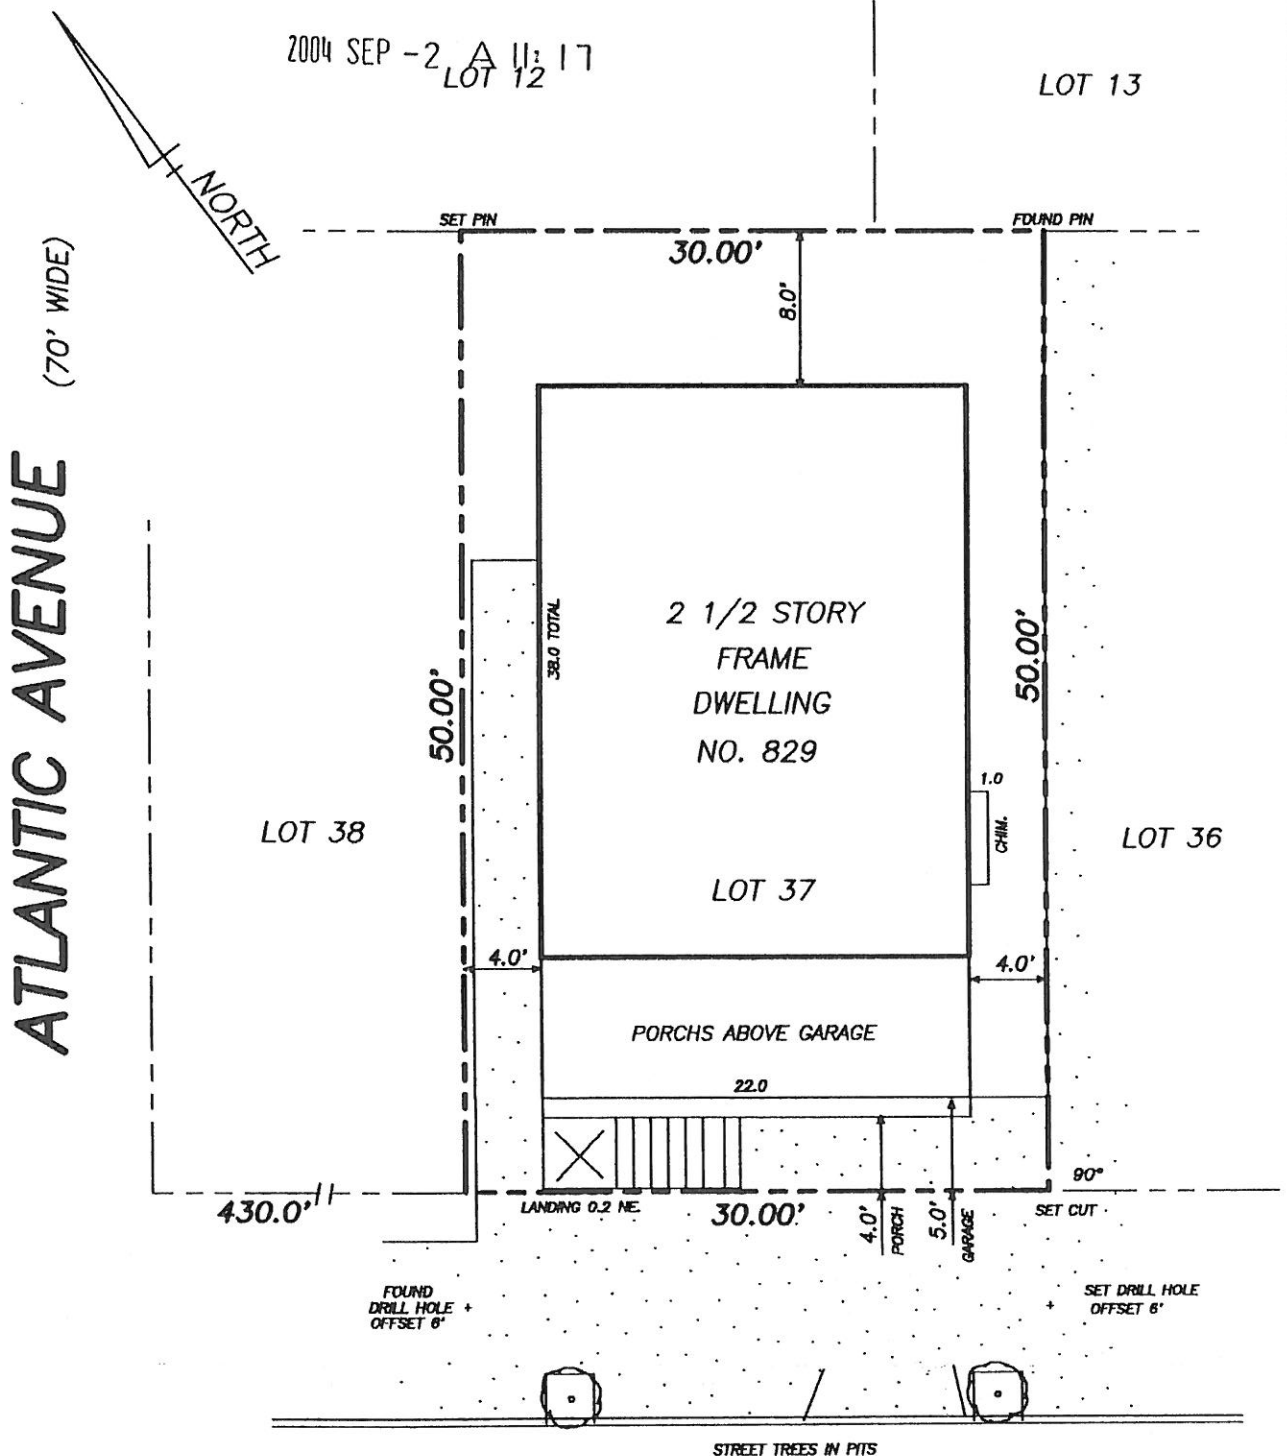 2004 SEP -2 A 11: 17
LOT 12
LOT 13
NORTH
SET PIN
FOUND PIN
30.00'
(70' WIDE)
ATLANTIC AVENUE
8.0'
38.0 TOTAL
2 1/2 STORY
FRAME
DWELLING
NO. 829
50.00'
50.00'
1.0
CHIM.
LOT 38
LOT 36
LOT 37
4.0'
4.0'
PORCHS ABOVE GARAGE
22.0
90°
430.0'
LANDING 0.2 NE.
30.00'
4.0'
PORCH
5.0'
GARAGE
SET CUT
FOUND
DRILL HOLE +
OFFSET 6'
+ SET DRILL HOLE
OFFSET 6'
STREET TREES IN PITS